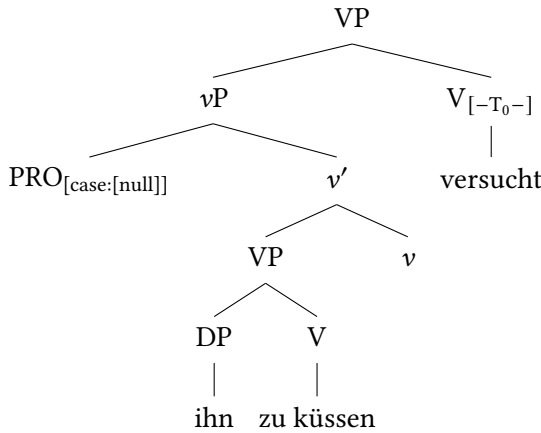 VP
vP V[−T₀−]
PRO[case:[null]] v′ versucht
VP v
DP V
ihn zu küssen